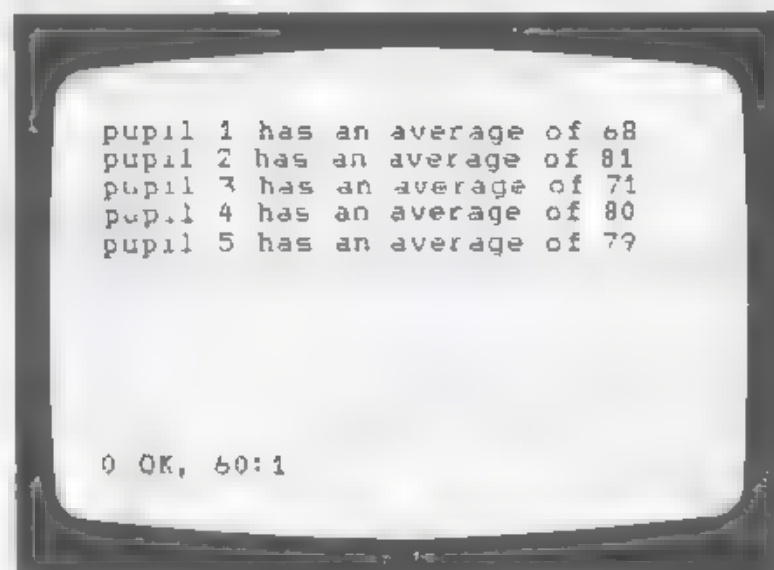 pupil 1 has an average of 68
pupil 2 has an average of 81
pupil 3 has an average of 71
pupil 4 has an average of 80
pupil 5 has an average of 79
0 OK, 60:1